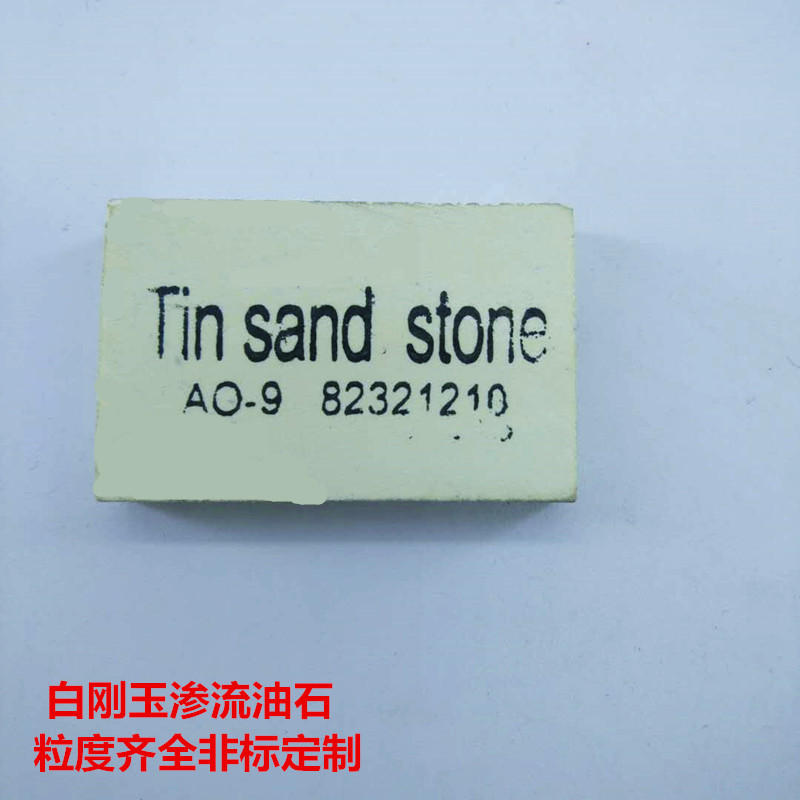 Tin sand stone
AO-9 82321210
白刚玉渗流油石
粒度齐全非标定制